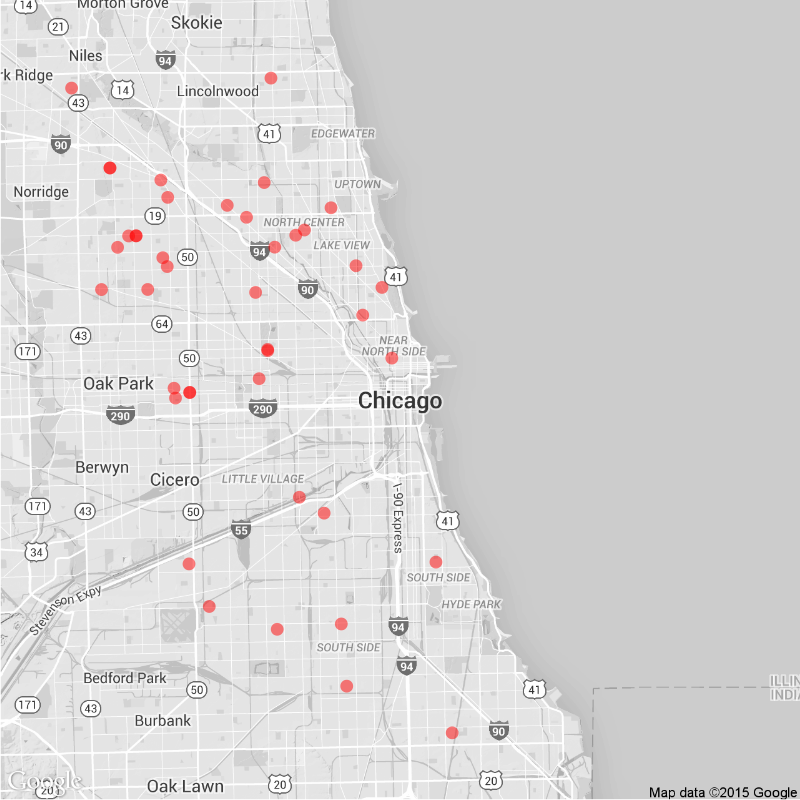 Morton Grove
14
21
Skokie
Niles
94
rk Ridge
14
Lincolnwood
43
41
EDGEWATER
90
Norridge
UPTOWN
19
NORTH CENTER
LAKE VIEW
94
50
41
90
64
43
171
NEAR
NORTH SIDE
50
Oak Park
Chicago
290
290
Berwyn
Cicero
LITTLE VILLAGE
171
43
50
I-90 Express
41
55
34
SOUTH SIDE
Stevenson Expy
HYDE PARK
94
SOUTH SIDE
94
Bedford Park
ILLIN
INDIA
50
41
171
43
Burbank
90
Google
20
Oak Lawn
20
20
Map data ©2015 Google